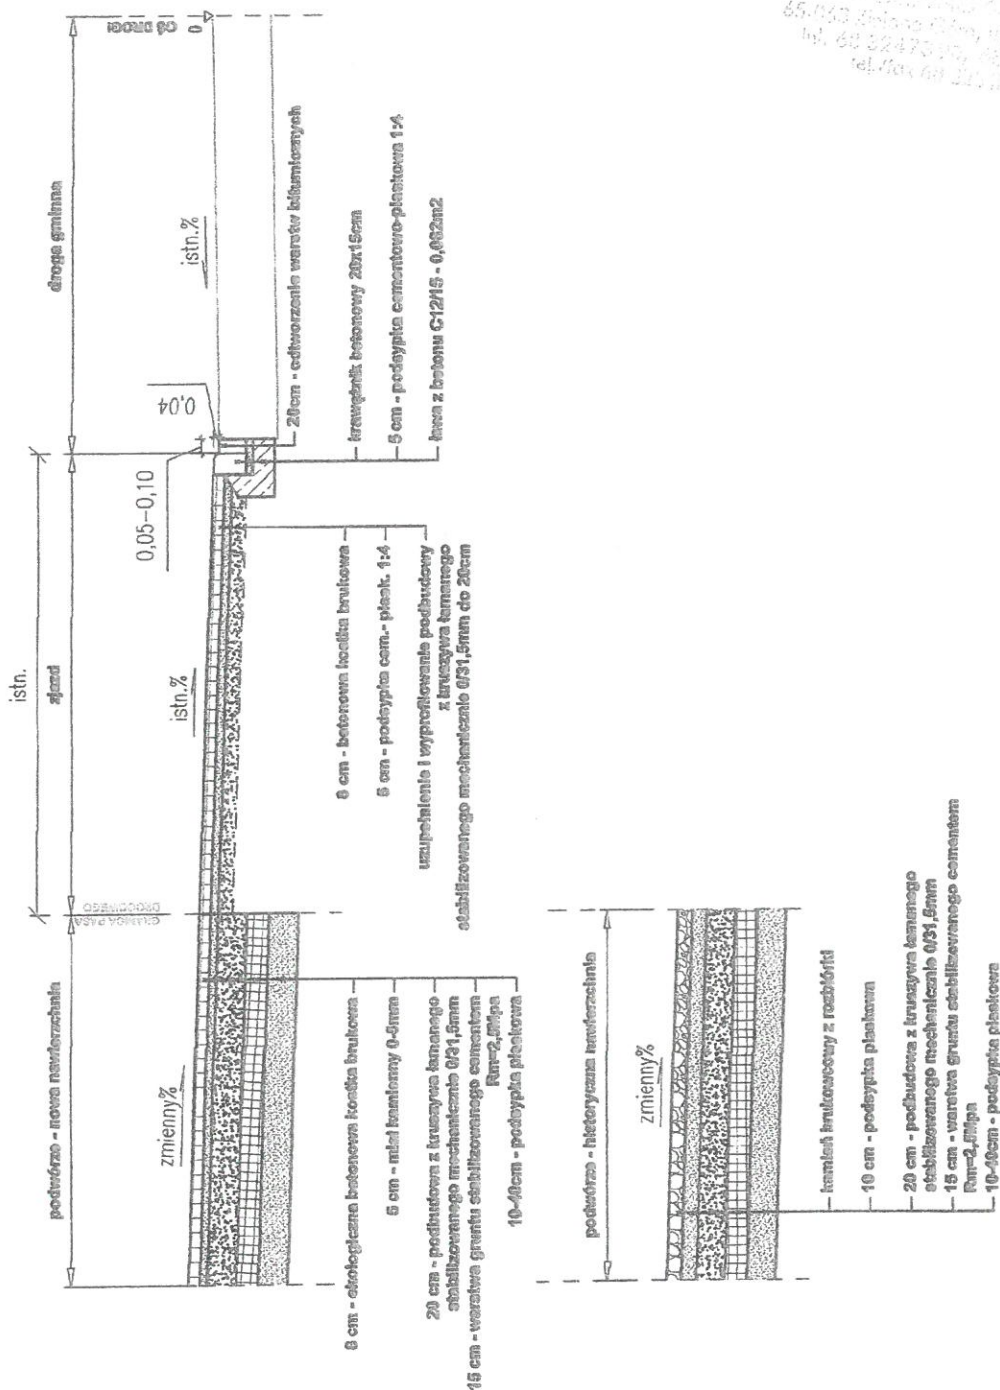 podwórze - nowa nawierzchnia
zmienny%
GRANICA PASA
DROGOWEGO
istn.
zjazd
istn.%
0,05-0,10
0,04
droga gminna
istn.%
OŚ DROGI
0
8 cm - ekologiczna betonowa kostka brukowa
5 cm - miał kamienny 0-5mm
20 cm - podbudowa z kruszywa łamanego
stabilizowanego mechanicznie 0/31,5mm
15 cm - warstwa gruntu stabilizowanego cementem
Rm=2,5Mpa
10-40cm - podsypka piaskowa
8 cm - betonowa kostka brukowa
5 cm - podsypka cem.- piask. 1:4
uzupełnienie i wyprofilowanie podbudowy
z kruszywa łamanego
stabilizowanego mechanicznie 0/31,5mm do 20cm
20cm - odtworzenie warstw bitumicznych
krawężnik betonowy 20x15cm
5 cm - podsypka cementowo-piaskowa 1:4
ława z betonu C12/15 - 0,062m2
podwórze - historyczna nawierzchnia
zmienny%
kamień brukowcowy z rozbiórki
10 cm - podsypka piaskowa
20 cm - podbudowa z kruszywa łamanego
stabilizowanego mechanicznie 0/31,5mm
15 cm - warstwa gruntu stabilizowanego cementem
Rm=2,5Mpa
10-40cm - podsypka piaskowa